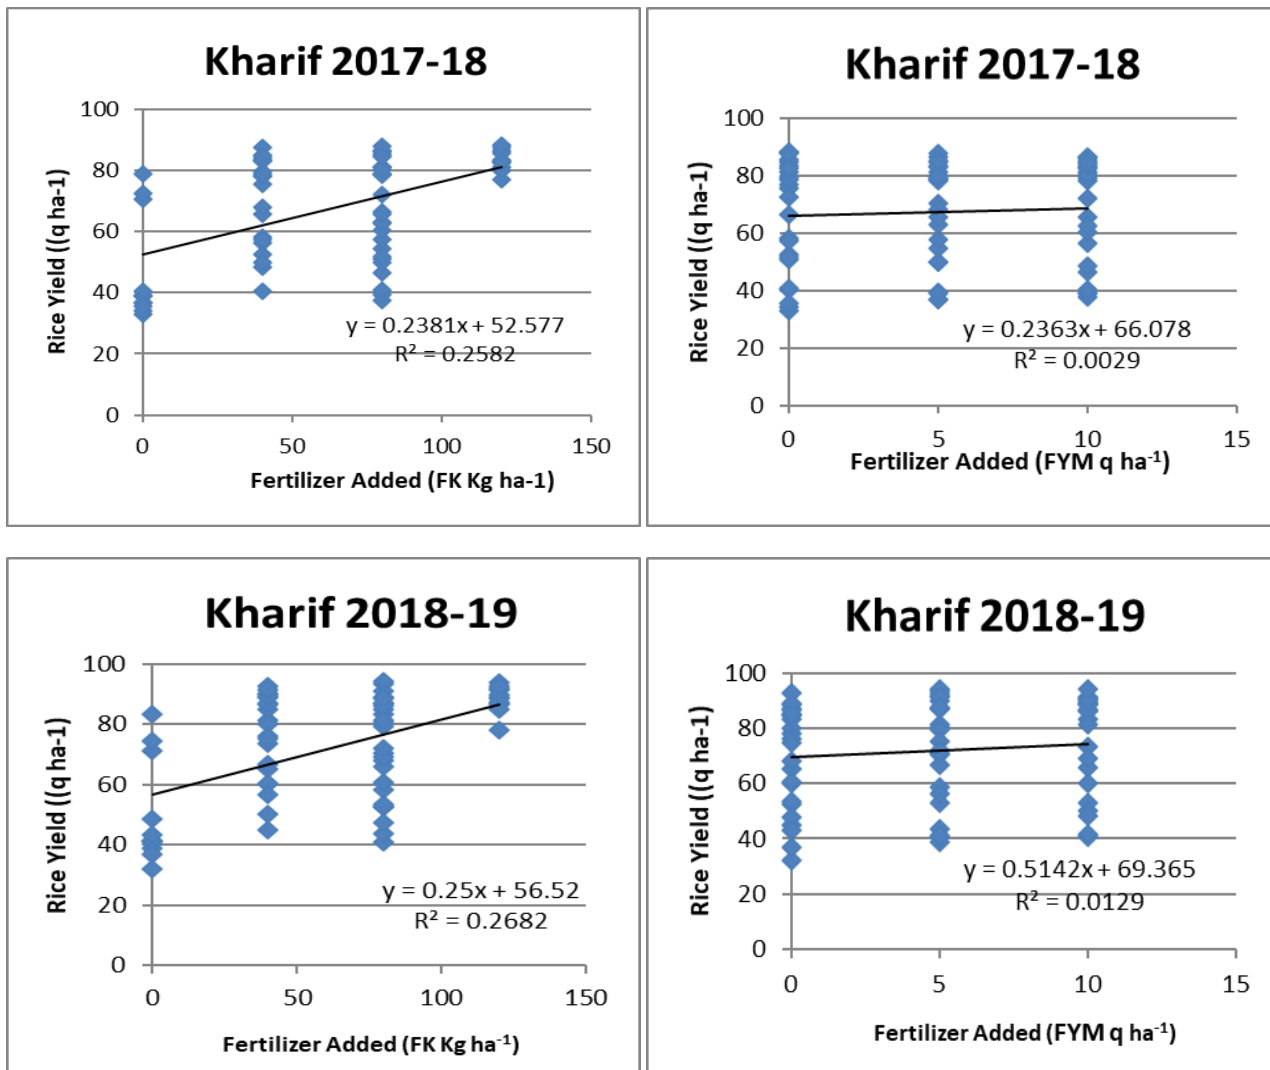 Kharif 2017-18
100
80
60
40
20
0
0
50
100
150
Rice Yield ((q ha-1)
y = 0.2381x + 52.577
R² = 0.2582
Fertilizer Added (FK Kg ha-1)
Kharif 2017-18
100
80
60
40
20
0
0
5
10
15
Rice Yield ((q ha-1)
y = 0.2363x + 66.078
R² = 0.0029
Fertilizer Added (FYM q ha⁻¹)
Kharif 2018-19
100
80
60
40
20
0
0
50
100
150
Rice Yield ((q ha-1)
y = 0.25x + 56.52
R² = 0.2682
Fertilizer Added (FK Kg ha⁻¹)
Kharif 2018-19
100
80
60
40
20
0
0
5
10
15
Rice Yield ((q ha-1)
y = 0.5142x + 69.365
R² = 0.0129
Fertilizer Added (FYM q ha⁻¹)